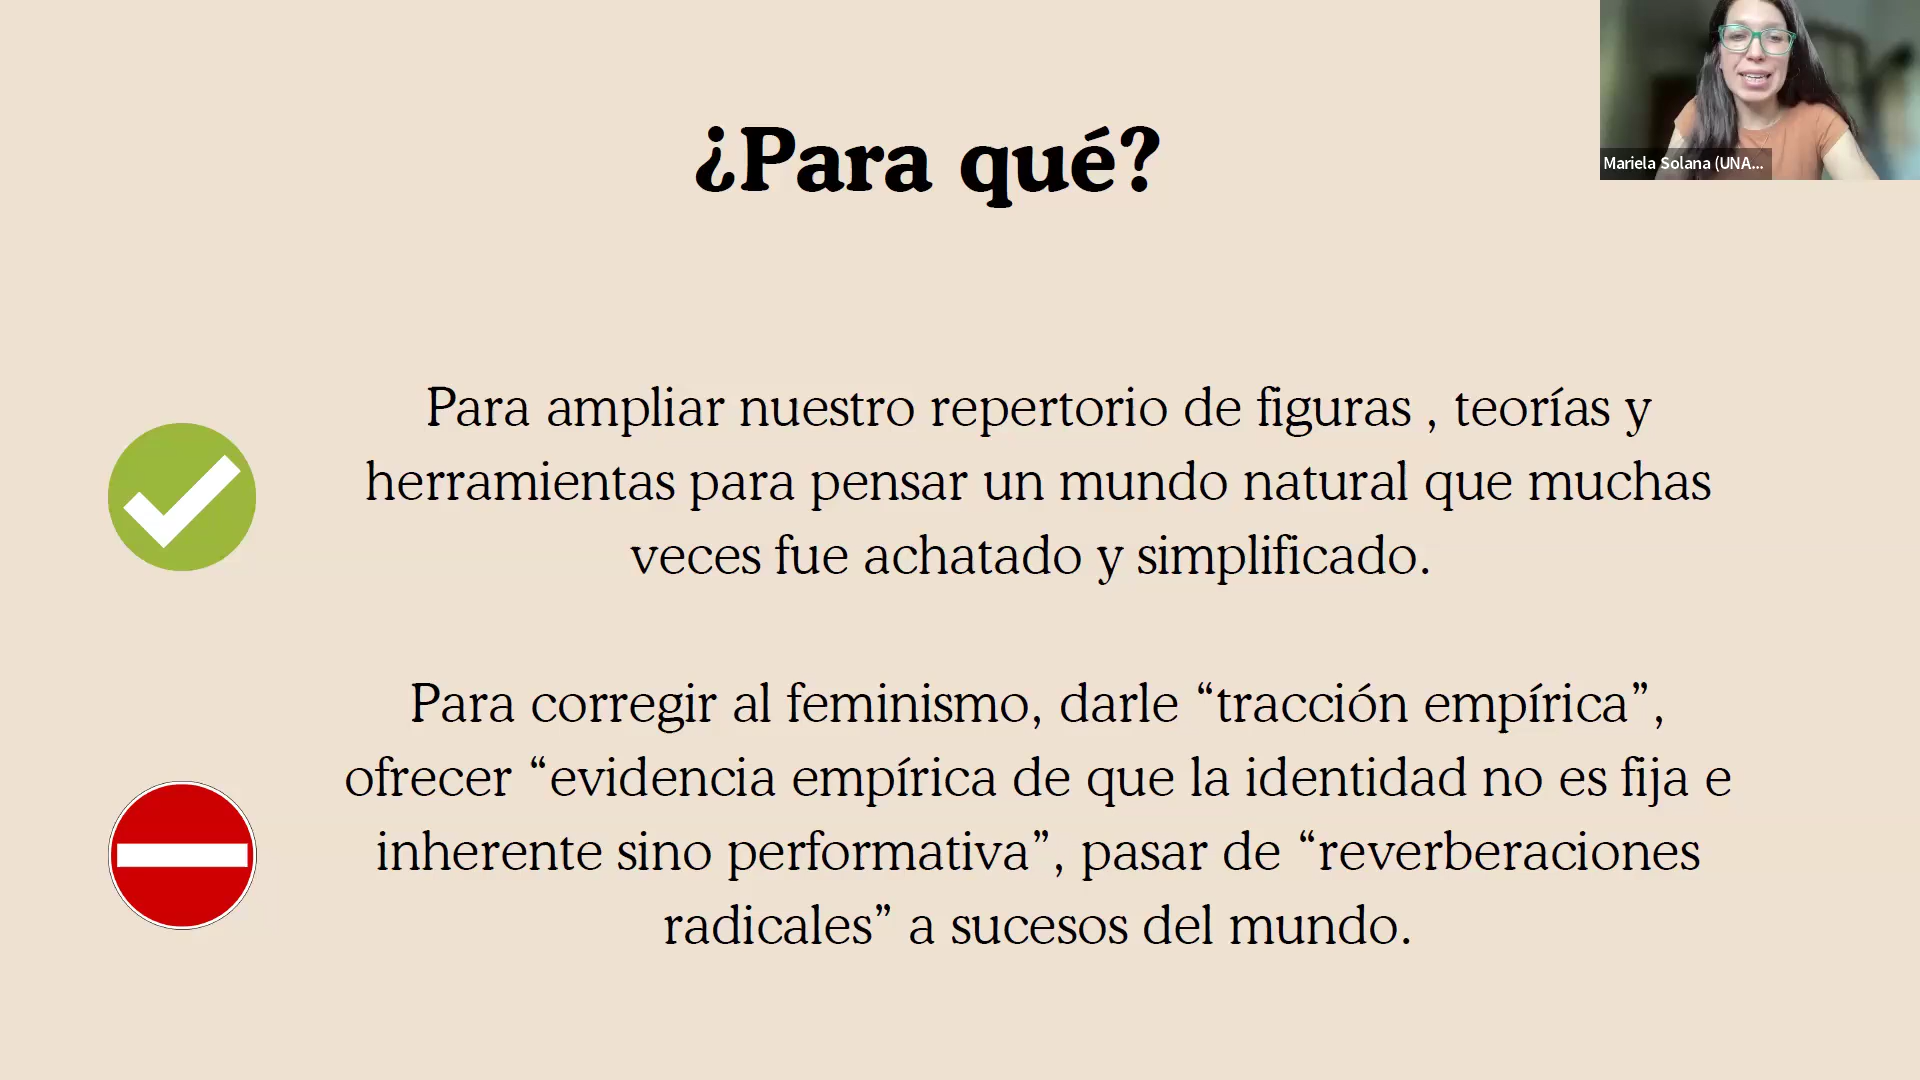 ¿Para qué?
Mariela Solana (UNA...
Para ampliar nuestro repertorio de figuras , teorías y
herramientas para pensar un mundo natural que muchas
veces fue achatado y simplificado.
Para corregir al feminismo, darle “tracción empírica”,
ofrecer “evidencia empírica de que la identidad no es fija e
inherente sino performativa”, pasar de “reverberaciones
radicales” a sucesos del mundo.